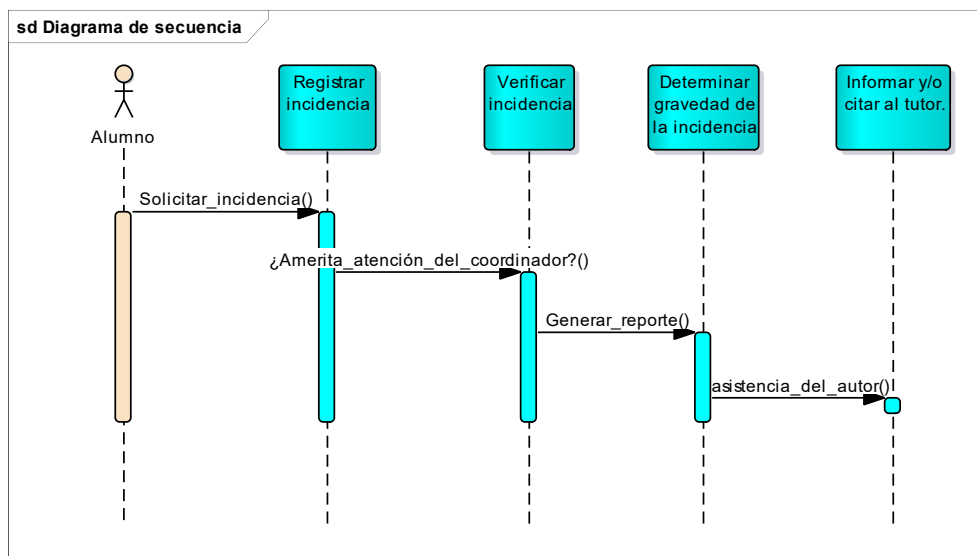 sd Diagrama de secuencia
Alumno
Registrar
incidencia
Verificar
incidencia
Determinar
gravedad de
la incidencia
Informar y/o
citar al tutor.
Solicitar_incidencia()
¿Amerita_atención_del_coordinador?()
Generar_reporte()
asistencia_del_autor()